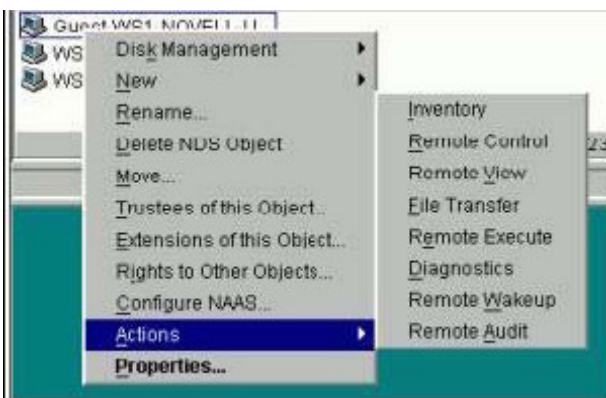 Guest WS1 NOVELL
WS
WS
Disk Management
New
Rename...
Delete NDS Object
Move...
Trustees of this Object...
Extensions of this Object...
Rights to Other Objects...
Configure NAAS...
Actions
Properties...
Inventory
Remote Control
Remote View
File Transfer
Remote Execute
Diagnostics
Remote Wakeup
Remote Audit
23